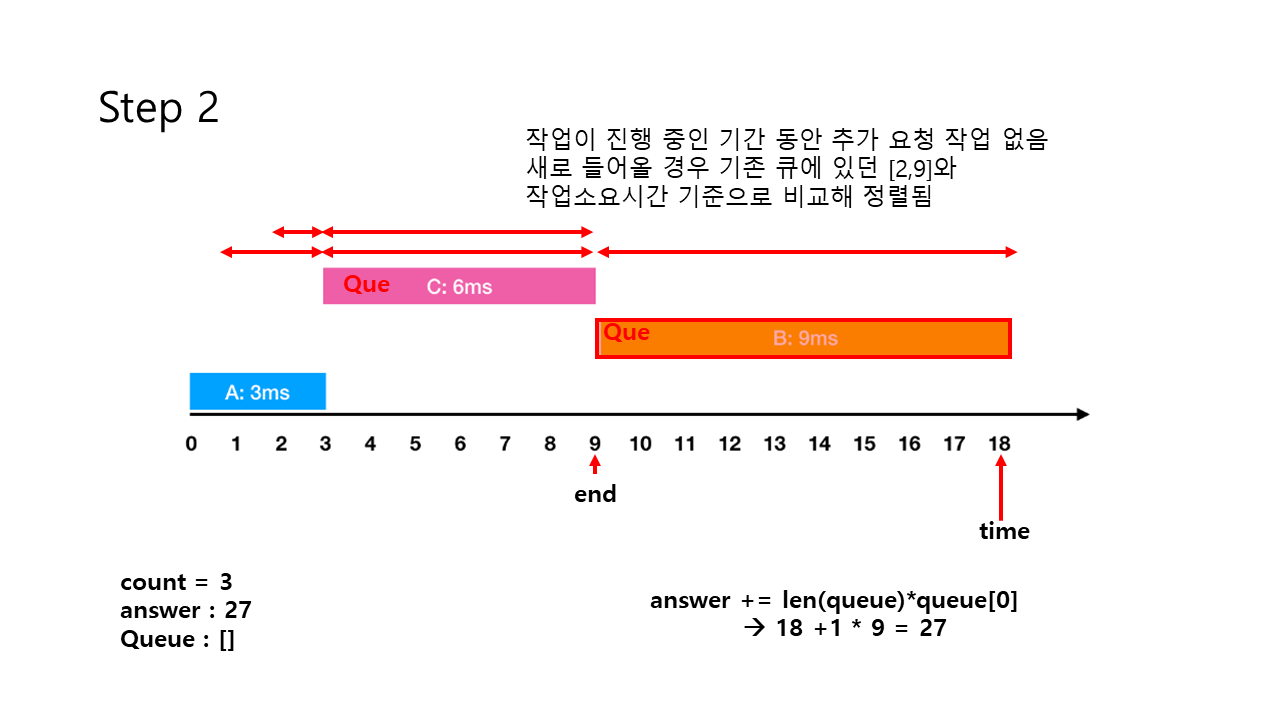 Step 2
작업이 진행 중인 기간 동안 추가 요청 작업 없음
새로 들어올 경우 기존 큐에 있던 [2,9]와
작업소요시간 기준으로 비교해 정렬됨
Que
C: 6ms
Que
B: 9ms
A: 3ms
0 1 2 3 4 5 6 7 8 9 10 11 12 13 14 15 16 17 18
end
time
count = 3
answer : 27
Queue : []
answer += len(queue)*queue[0]
→ 18 +1 * 9 = 27